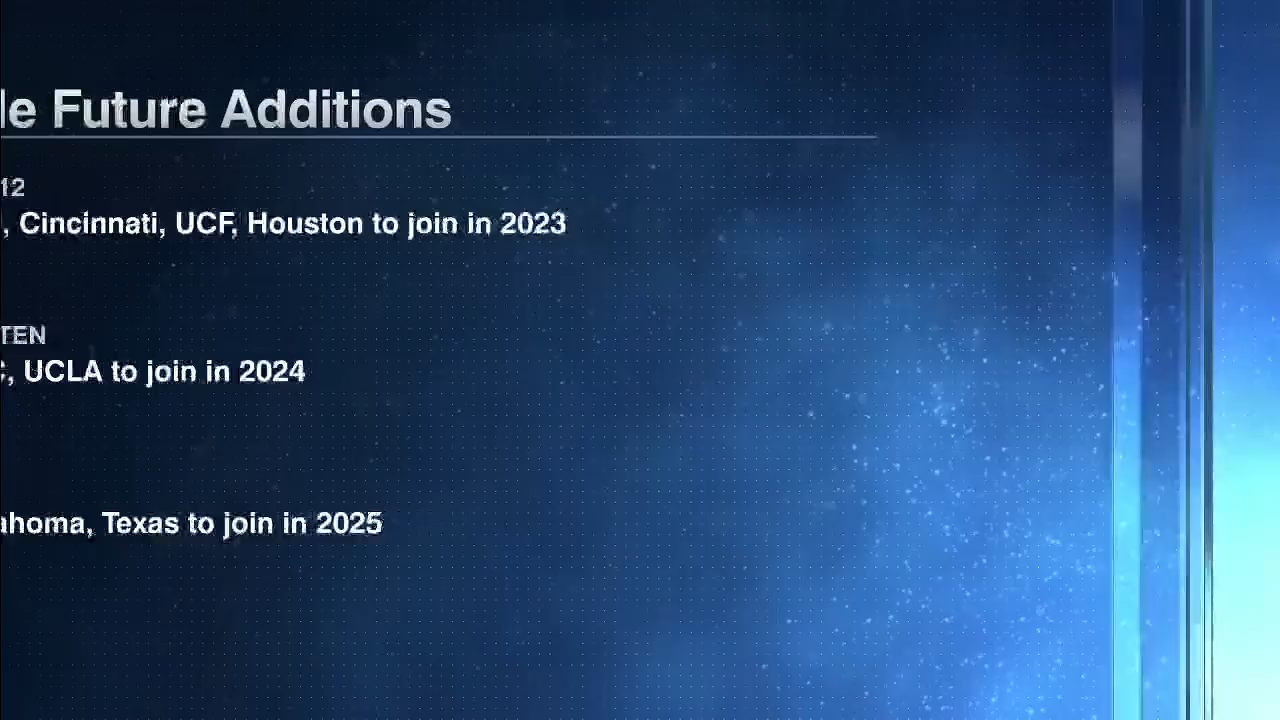 le Future Additions
12
, Cincinnati, UCF, Houston to join in 2023
TEN
, UCLA to join in 2024
ahoma, Texas to join in 2025